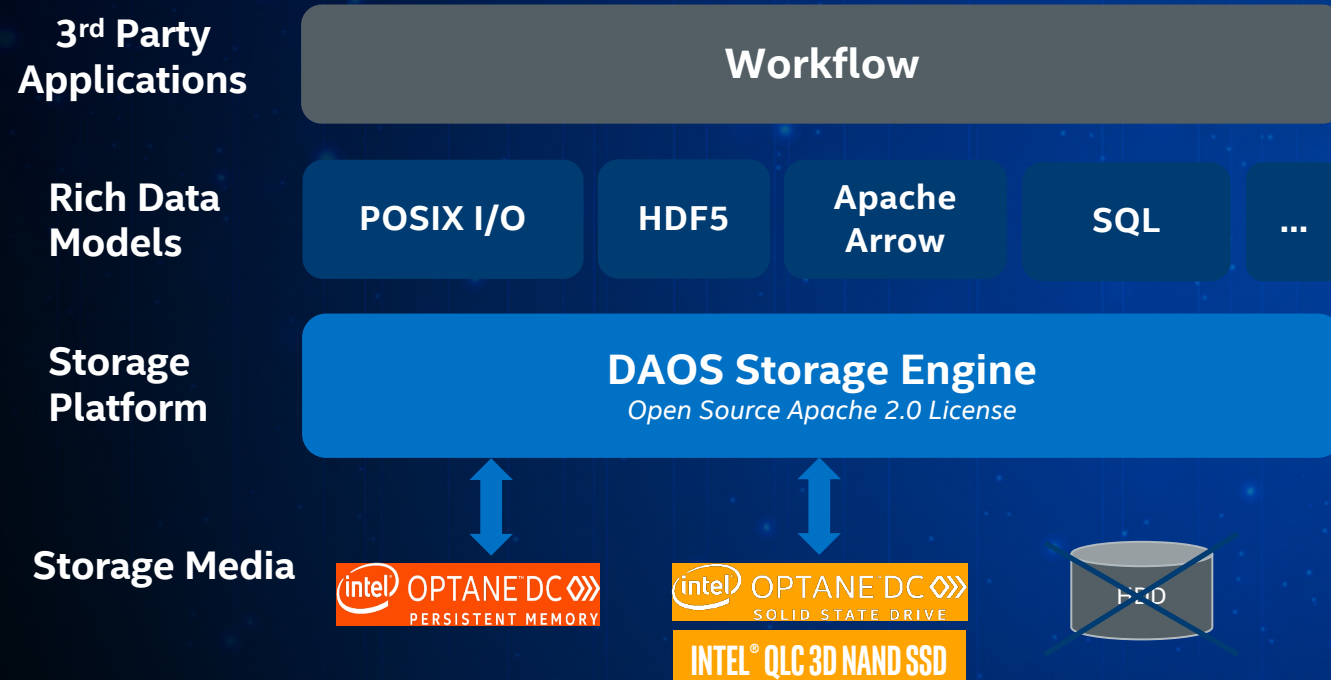 3rd Party
Applications
Workflow
Rich Data
Models
POSIX I/O
HDF5
Apache
Arrow
SQL
...
Storage
Platform
DAOS Storage Engine
Open Source Apache 2.0 License
Storage Media
intel OPTANE™ DC
PERSISTENT MEMORY
intel OPTANE™ DC
SOLID STATE DRIVE
INTEL® QLC 3D NAND SSD
HDD